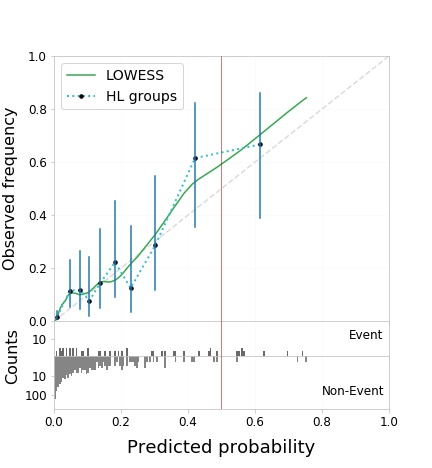 1.0
LOWESS
HL groups
0.8
0.6
0.4
0.2
0.0
Observed frequency
10
Event
10
100
Non-Event
Counts
0.0 0.2 0.4 0.6 0.8 1.0
Predicted probability